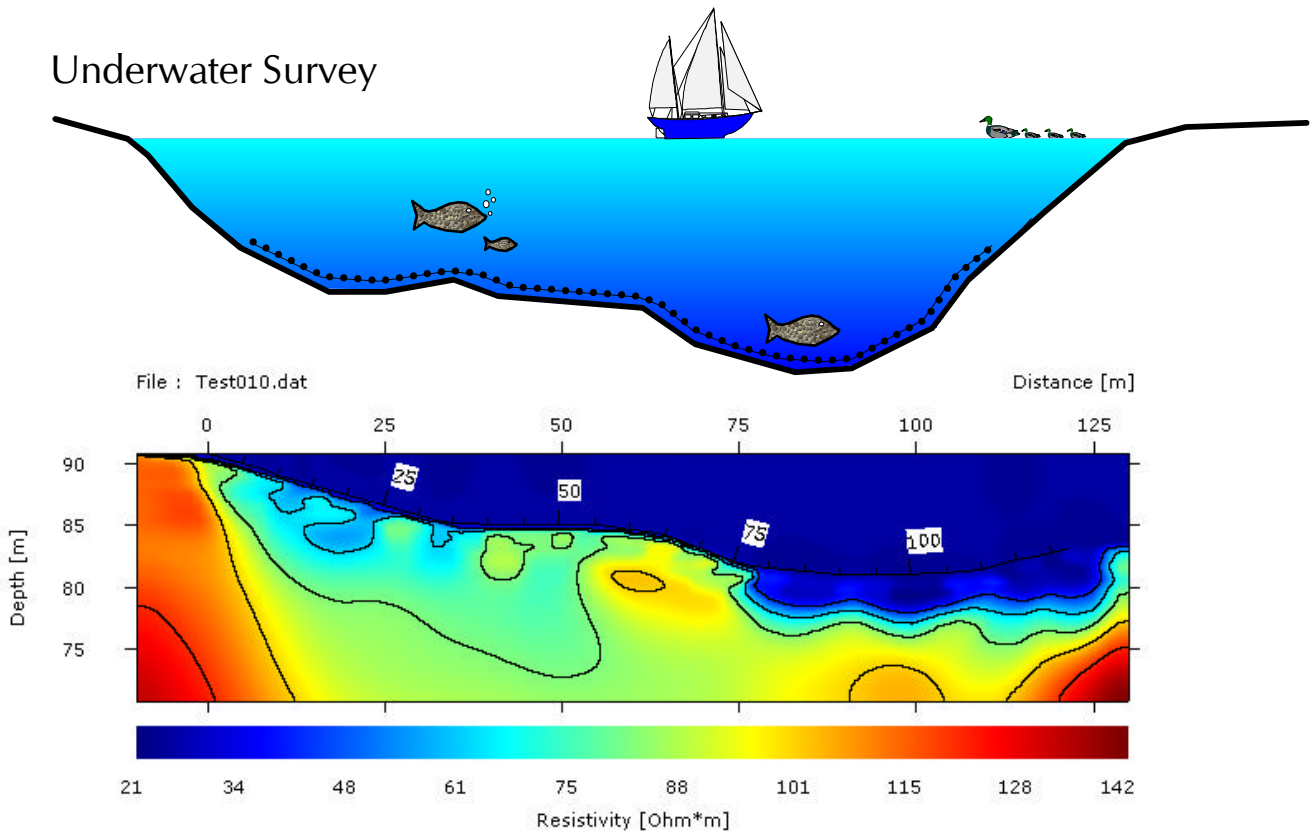 Underwater Survey
File : Test010.dat
Distance [m]
0 25 50 75 100 125
90
85
80
75
Depth [m]
25
50
75
100
21 34 48 61 75 88 101 115 128 142
Resistivity [Ohm*m]